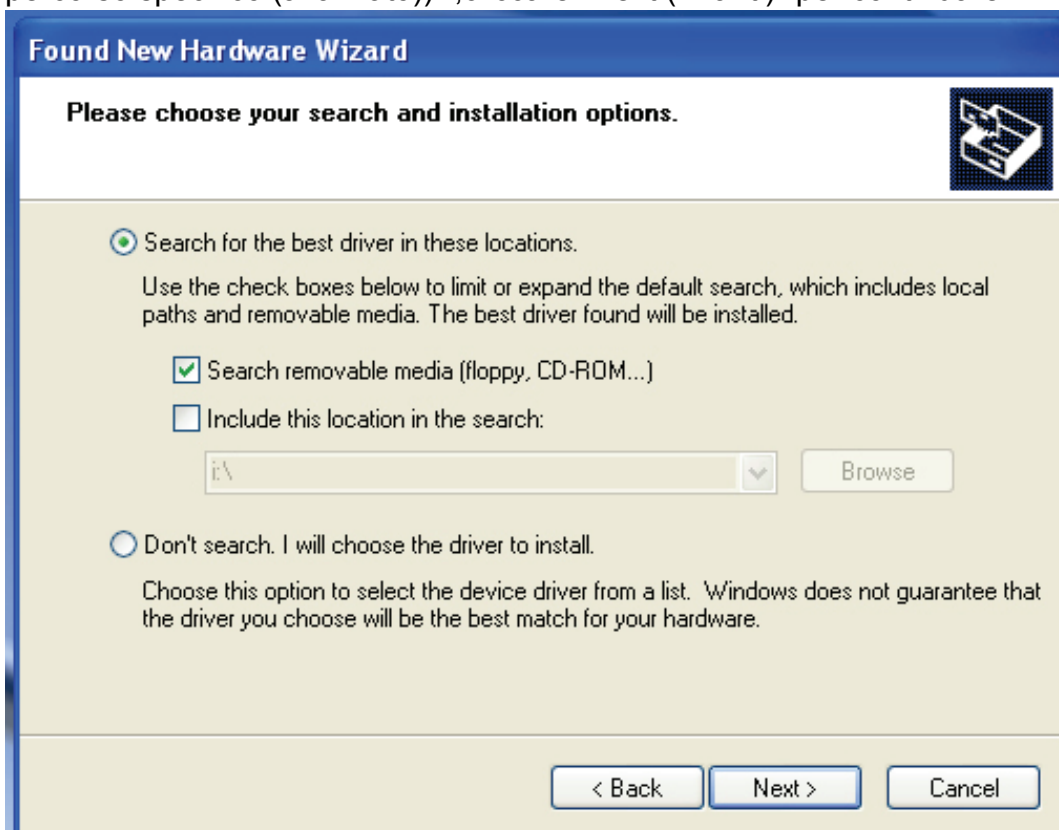 Found New Hardware Wizard
Please choose your search and installation options.
Search for the best driver in these locations.
Use the check boxes below to limit or expand the default search, which includes local
paths and removable media. The best driver found will be installed.
Search removable media (floppy, CD-ROM...)
Include this location in the search:
i:\
Browse
Don't search. I will choose the driver to install.
Choose this option to select the device driver from a list. Windows does not guarantee that
the driver you choose will be the best match for your hardware.
< Back Next > Cancel